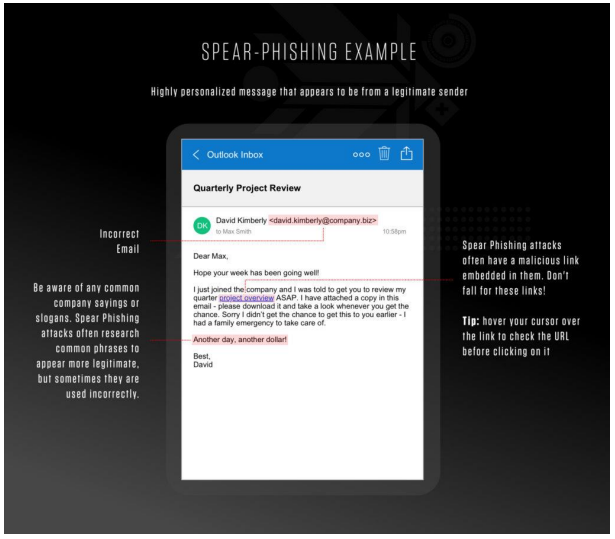 SPEAR-PHISHING EXAMPLE
Highly personalized message that appears to be from a legitimate sender
Outlook Inbox
Quarterly Project Review
DK
David Kimberly <david.kimberly@company.biz>
to Max Smith
10:58pm
Dear Max,
Hope your week has been going well!
I just joined the company and I was told to get you to review my
quarter project overview ASAP. I have attached a copy in this
email - please download it and take a look whenever you get the
chance. Sorry I didn't get the chance to get this to you earlier - I
had a family emergency to take care of.
Another day, another dollar!
Best,
David
Incorrect
Email
Be aware of any common
company sayings or
slogans. Spear Phishing
attacks often research
common phrases to
appear more legitimate,
but sometimes they are
used incorrectly.
Spear Phishing attacks
often have a malicious link
embedded in them. Don't
fall for these links!
Tip: hover your cursor over
the link to check the URL
before clicking on it